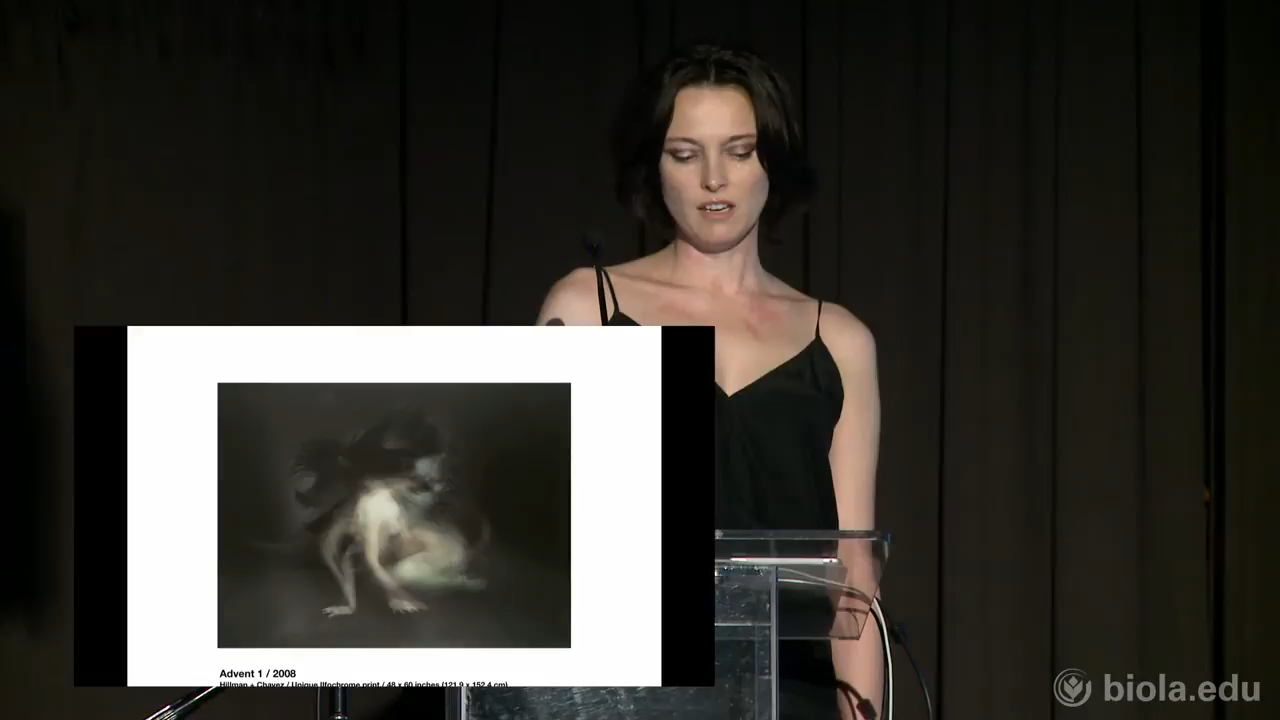 Advent 1 / 2008
Hillman + Chavez / Unique Ilfochrome print / 48 x 60 inches (121.9 x 152.4 cm)
biola.edu